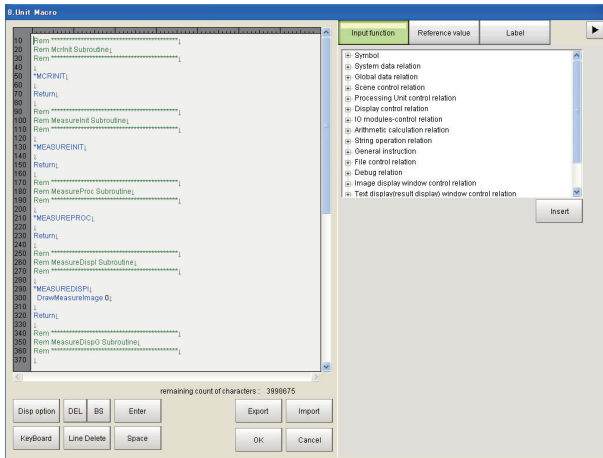 8.Unit Macro
10 Rem ******************************************↓
20 Rem McrInit Subroutine↓
30 Rem ******************************************↓
40 ↓
50 *MCRINIT↓
60 ↓
70 Return↓
80 ↓
90 Rem ******************************************↓
100 Rem MeasureInit Subroutine↓
110 Rem ******************************************↓
120 ↓
130 *MEASUREINIT↓
140 ↓
150 Return↓
160 ↓
170 Rem ******************************************↓
180 Rem MeasureProc Subroutine↓
190 Rem ******************************************↓
200 ↓
210 *MEASUREPROC↓
220 ↓
230 Return↓
240 ↓
250 Rem ******************************************↓
260 Rem MeasureDispI Subroutine↓
270 Rem ******************************************↓
280 ↓
290 *MEASUREDISPI↓
300 DrawMeasureImage 0↓
310 ↓
320 Return↓
330 ↓
340 Rem ******************************************↓
350 Rem MeasureDispG Subroutine↓
360 Rem ******************************************↓
370 ↓
remaining count of characters : 3998675
Disp option DEL BS Enter Export Import
KeyBoard Line Delete Space OK Cancel
Input function Reference value Label
Symbol
System data relation
Global data relation
Scene control relation
Processing Unit control relation
Display control relation
IO modules-control relation
Arithmetic calculation relation
String operation relation
General instruction
File control relation
Debug relation
Image display window control relation
Text display(result display) window control relation
Insert